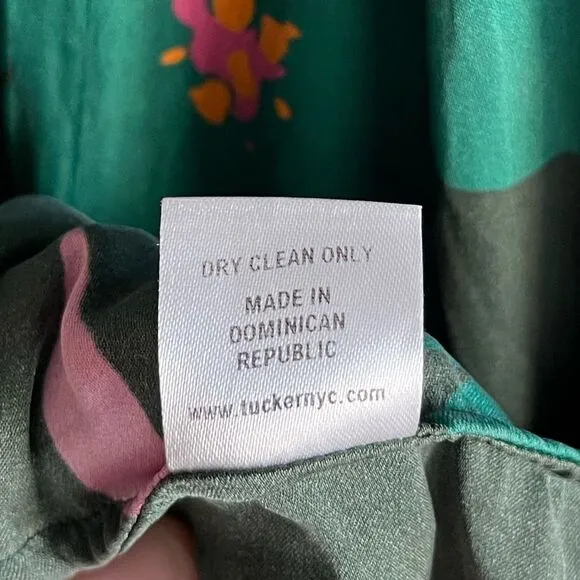 DRY CLEAN ONLY
MADE IN
DOMINICAN
REPUBLIC
www.tuckernyc.com